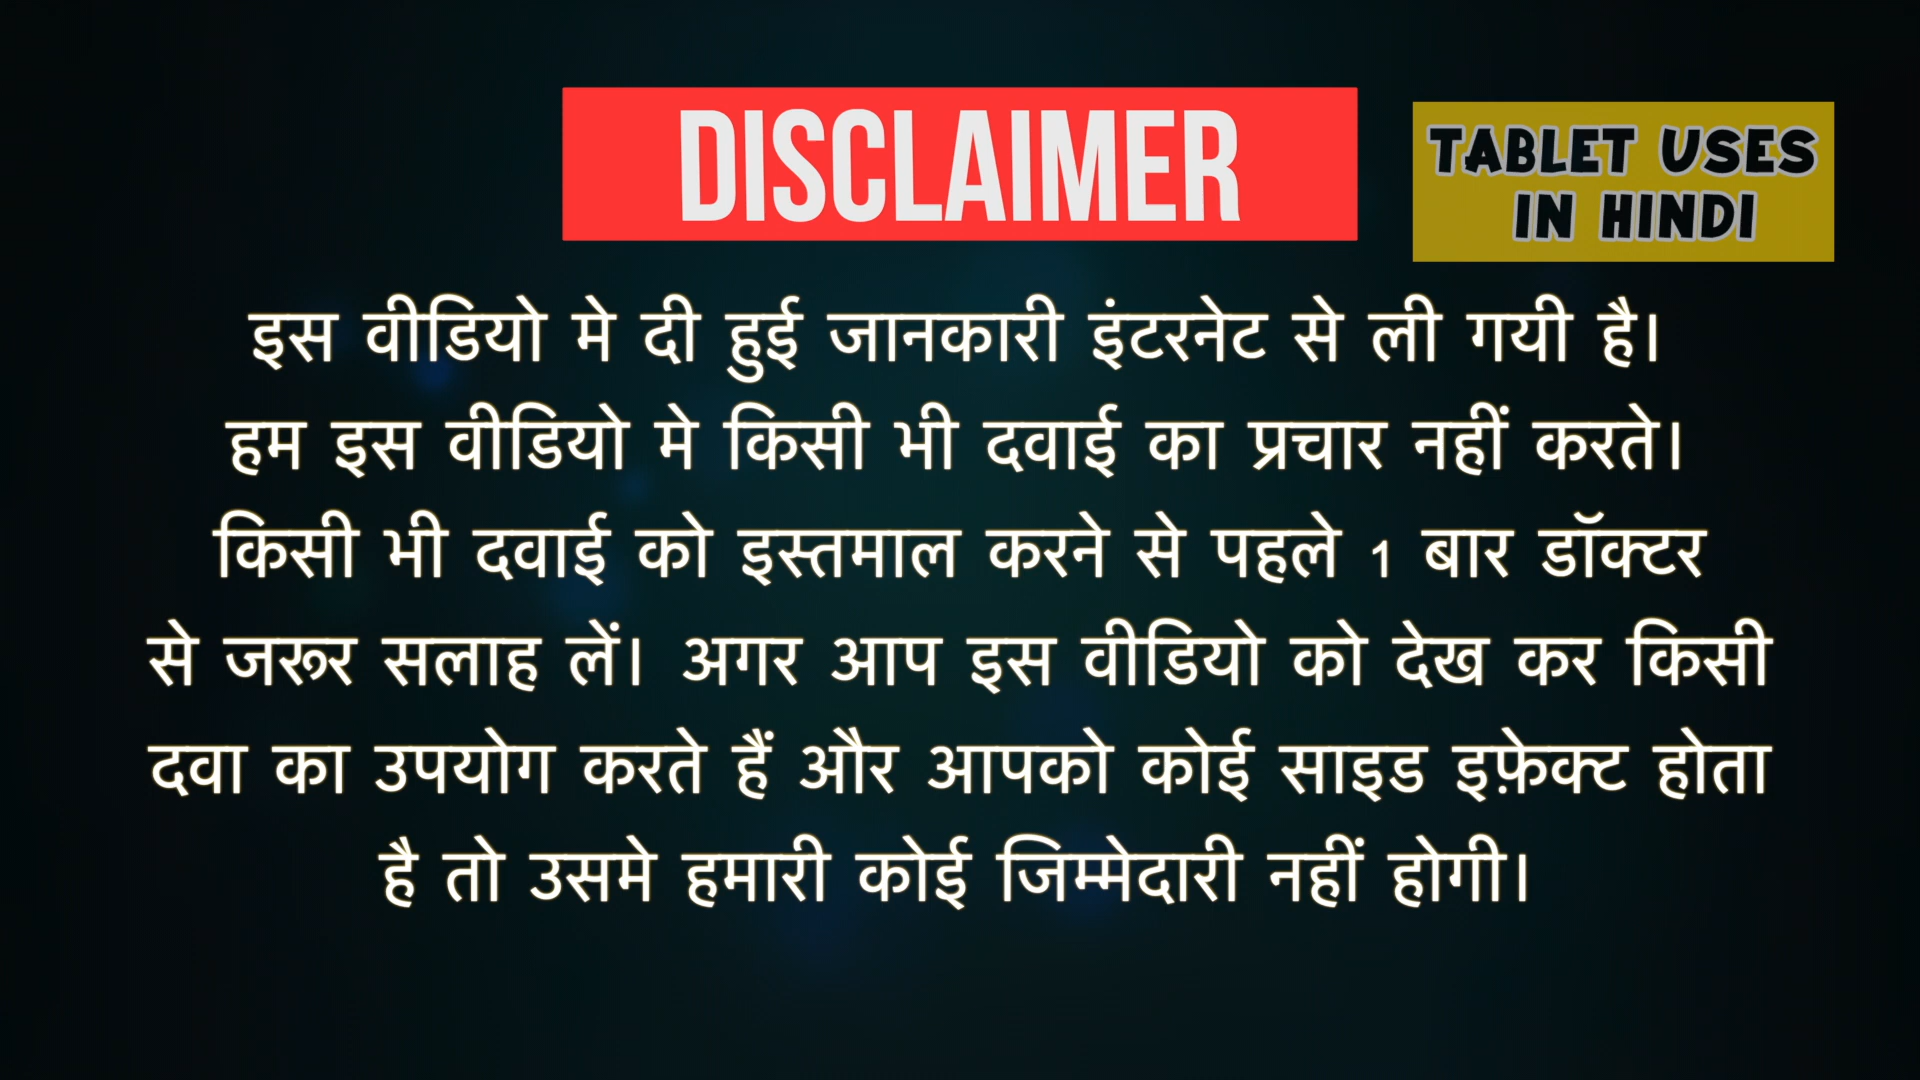 DISCLAIMER
TABLET USES
IN HINDI
इस वीडियो मे दी हुई जानकारी इंटरनेट से ली गयी है।
हम इस वीडियो मे किसी भी दवाई का प्रचार नहीं करते।
किसी भी दवाई को इस्तमाल करने से पहले 1 बार डॉक्टर
से जरूर सलाह लें। अगर आप इस वीडियो को देख कर किसी
दवा का उपयोग करते हैं और आपको कोई साइड इफ़ेक्ट होता
है तो उसमे हमारी कोई जिम्मेदारी नहीं होगी।